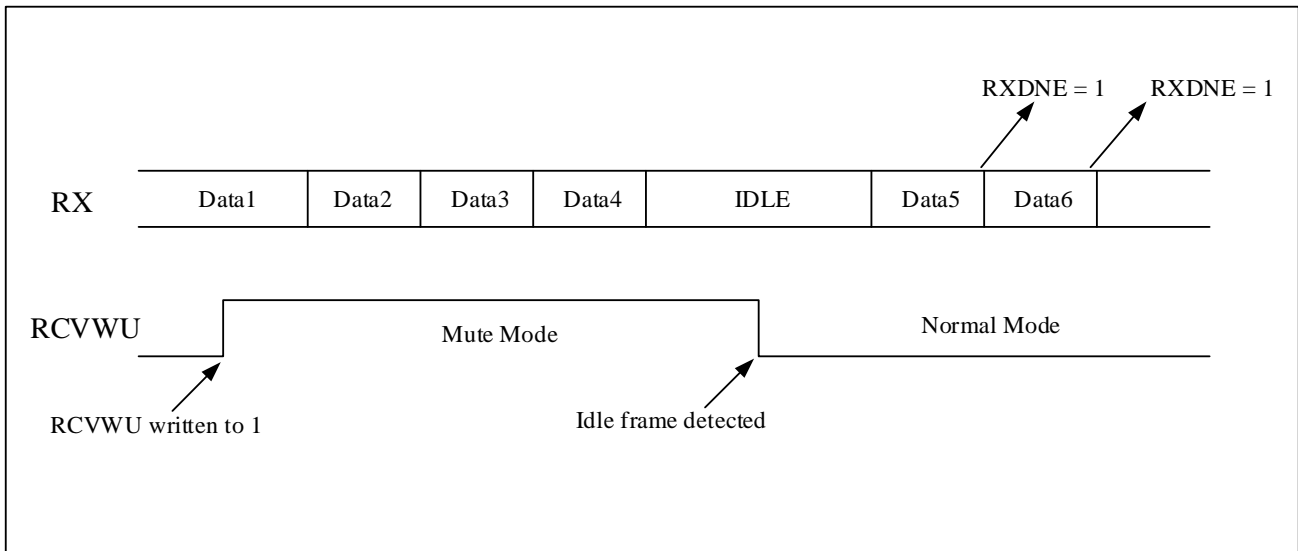 RXDNE = 1 RXDNE = 1
RX Data1 Data2 Data3 Data4 IDLE Data5 Data6
RCVWU Mute Mode Normal Mode
RCVWU written to 1 Idle frame detected